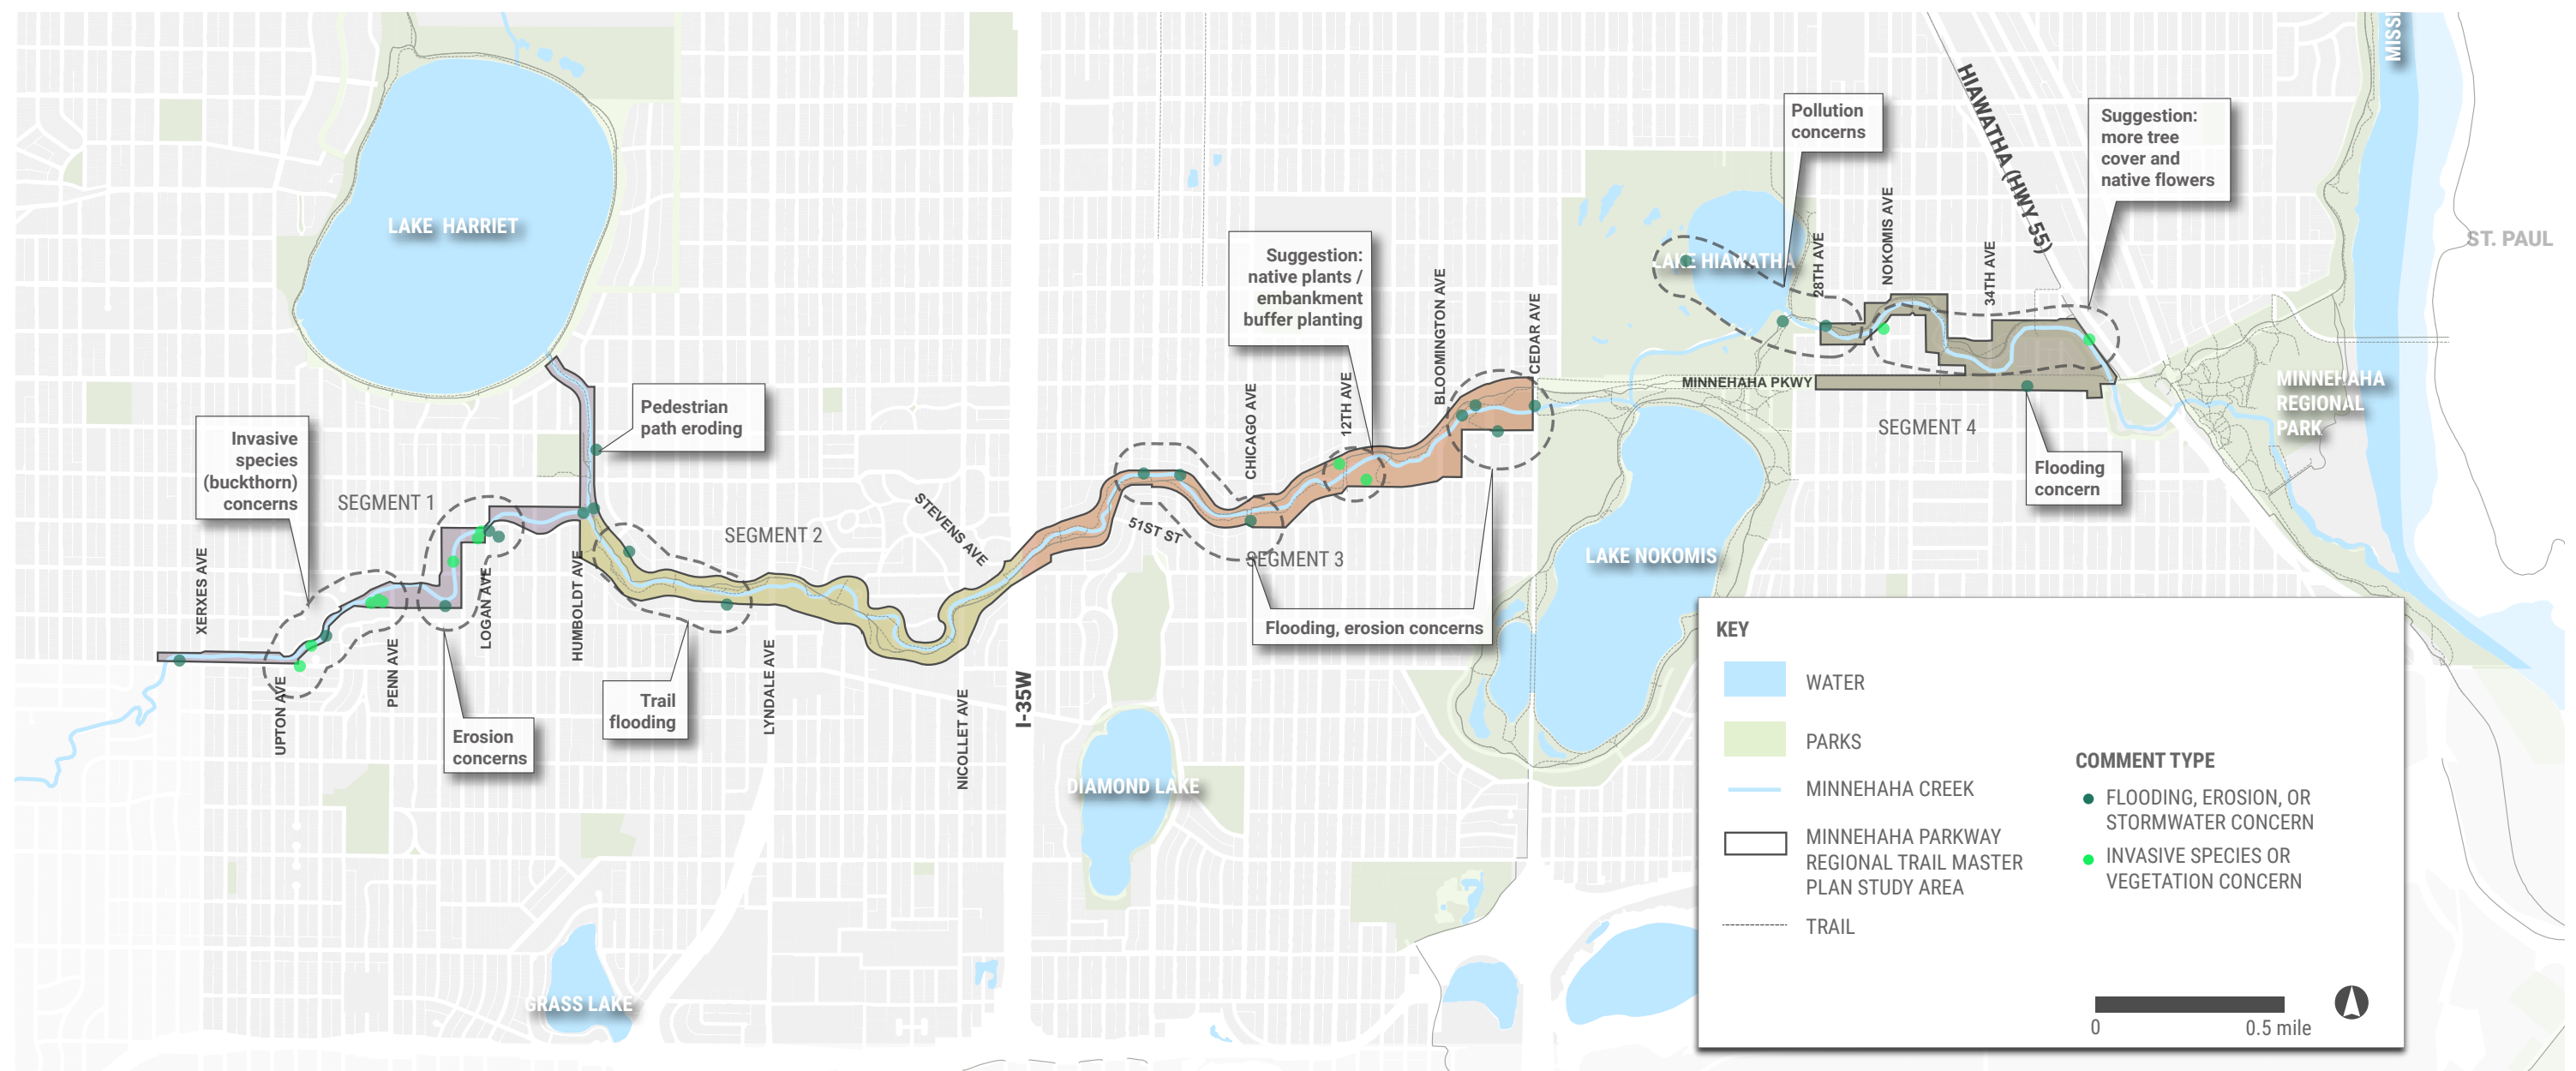 MISSI
HIAWATHA (HWY 55)
Pollution
concerns
Suggestion:
more tree
cover and
native flowers
ST. PAUL
LAKE HARRIET
Suggestion:
native plants /
embankment
buffer planting
LAKE HIAWATHA
28TH AVE
NOKOMIS AVE
34TH AVE
BLOOMINGTON AVE
CEDAR AVE
12TH AVE
CHICAGO AVE
MINNEHAHA PKWY
MINNEHAHA
REGIONAL
PARK
SEGMENT 4
Flooding
concern
Pedestrian
path eroding
Invasive
species
(buckthorn)
concerns
SEGMENT 1
SEGMENT 2
STEVENS AVE
51ST ST
SEGMENT 3
LAKE NOKOMIS
XERXES AVE
UPTON AVE
PENN AVE
LOGAN AVE
HUMBOLDT AVE
LYNDALE AVE
NICOLLET AVE
I-35W
Flooding, erosion concerns
Trail
flooding
Erosion
concerns
DIAMOND LAKE
GRASS LAKE
KEY
WATER
PARKS
MINNEHAHA CREEK
MINNEHAHA PARKWAY
REGIONAL TRAIL MASTER
PLAN STUDY AREA
TRAIL
COMMENT TYPE
FLOODING, EROSION, OR
STORMWATER CONCERN
INVASIVE SPECIES OR
VEGETATION CONCERN
0
0.5 mile